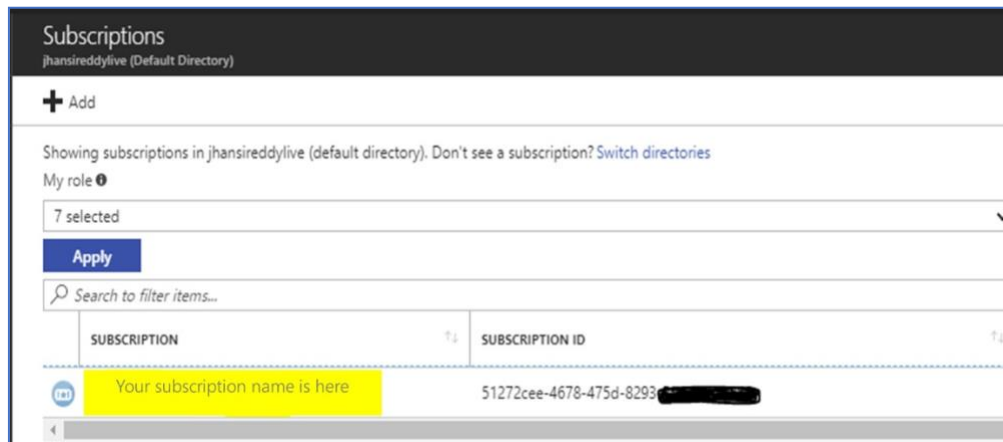 Subscriptions
jhansireddylive (Default Directory)
Add
Showing subscriptions in jhansireddylive (default directory). Don't see a subscription? Switch directories
My role
7 selected
Apply
Search to filter items...
SUBSCRIPTION SUBSCRIPTION ID
Your subscription name is here 51272cee-4678-475d-8293